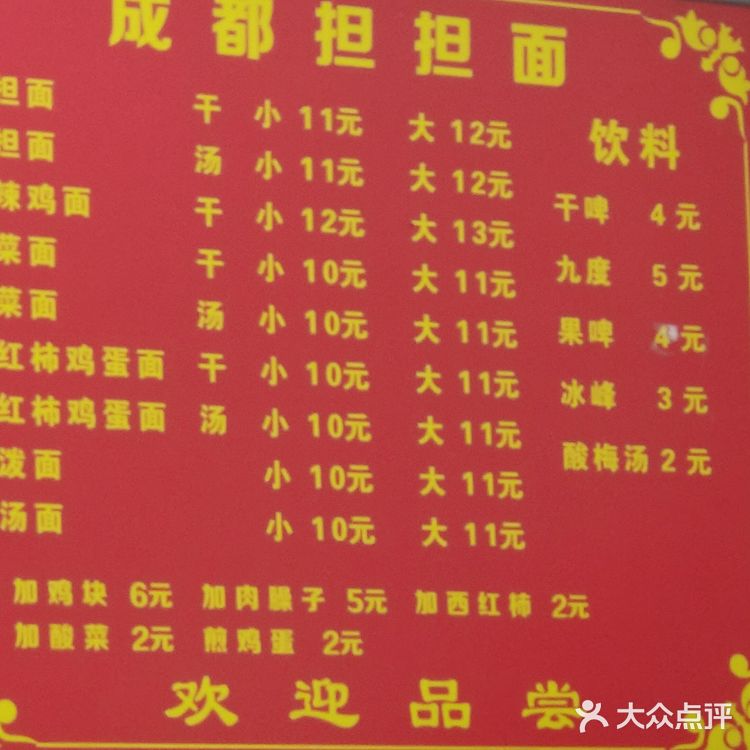 成都担担面
担面 干 小 11元 大 12元
担面 汤 小 11元 大 12元
辣鸡面 干 小 12元 大 13元
菜面 干 小 10元 大 11元
菜面 汤 小 10元 大 11元
红柿鸡蛋面 干 小 10元 大 11元
红柿鸡蛋面 汤 小 10元 大 11元
泼面 小 10元 大 11元
汤面 小 10元 大 11元
饮料
干啤 4元
九度 5元
果啤 4元
冰峰 3元
酸梅汤 2元
加鸡块 6元 加肉臊子 5元 加西红柿 2元
加酸菜 2元 煎鸡蛋 2元
欢迎品尝
大众点评